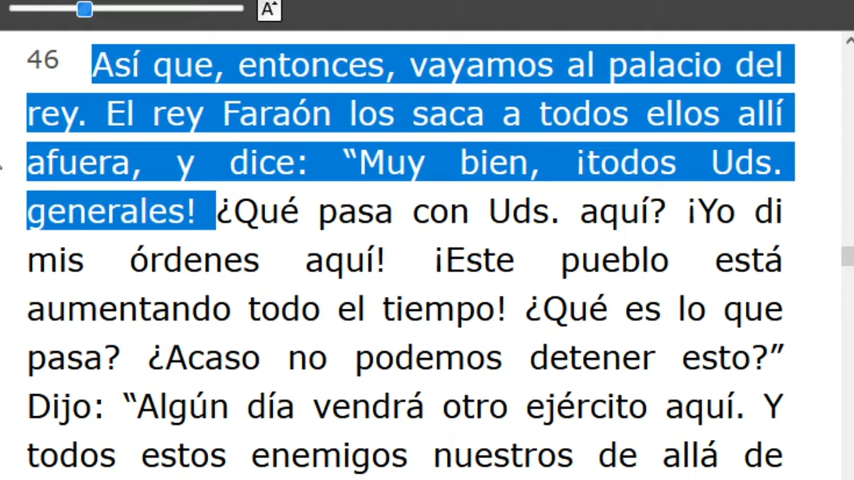 A
46 Así que, entonces, vayamos al palacio del
rey. El rey Faraón los saca a todos ellos allí
afuera, y dice: “Muy bien, ¡todos Uds.
generales! ¿Qué pasa con Uds. aquí? ¡Yo di
mis órdenes aquí! ¡Este pueblo está
aumentando todo el tiempo! ¿Qué es lo que
pasa? ¿Acaso no podemos detener esto?”
Dijo: “Algún día vendrá otro ejército aquí. Y
todos estos enemigos nuestros de allá de